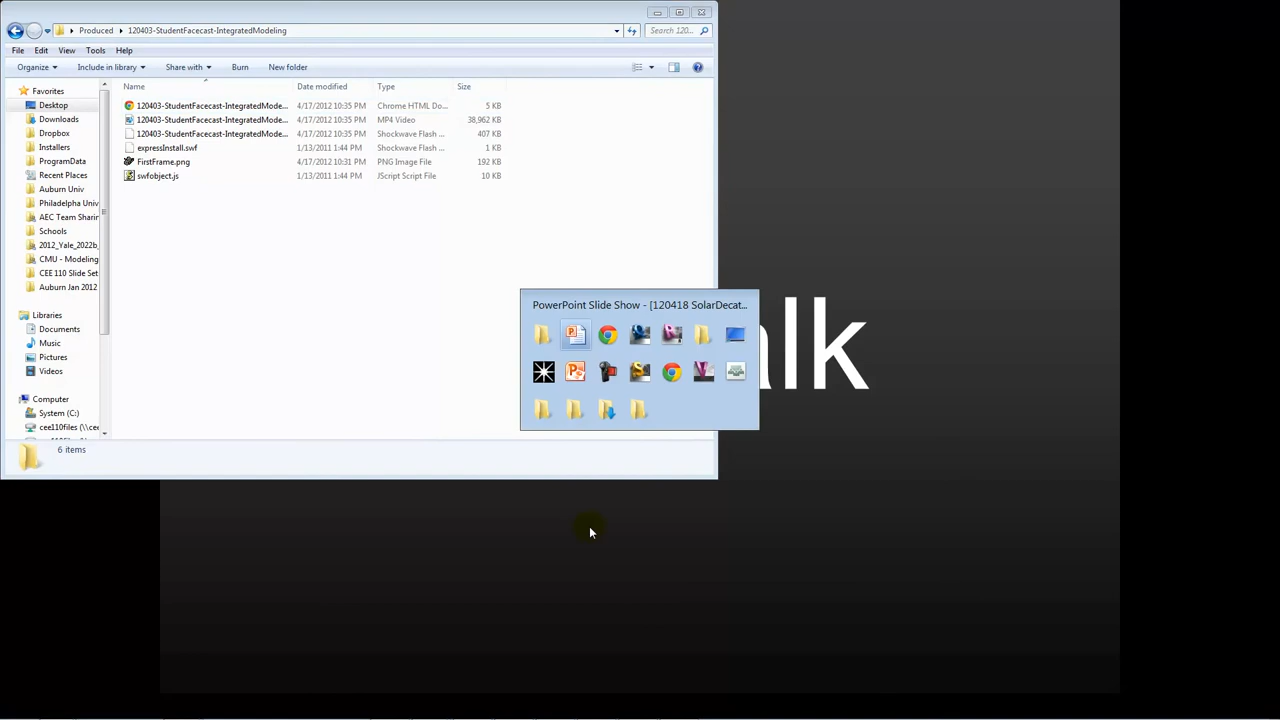 Produced
120403-StudentFacecast-IntegratedModeling
Search 120...
File Edit View Tools Help
Organize Include in library Share with Burn New folder
Name Date modified Type Size
Favorites
Desktop
Downloads
Dropbox
Installers
ProgramData
Recent Places
Auburn Univ
Philadelpha Univ
AEC Team Sharin
Schools
2012_Yale_2022b_
CMU - Modeling
CEE 110 Slide Set
Auburn Jan 2012
Libraries
Documents
Music
Pictures
Videos
Computer
System (C:)
cee110files (\\cee
120403-StudentFacecast-IntegratedMode... 4/17/2012 10:35 PM Chrome HTML Do... 5 KB
120403-StudentFacecast-IntegratedMode... 4/17/2012 10:35 PM MP4 Video 38,962 KB
120403-StudentFacecast-IntegratedMode... 4/17/2012 10:35 PM Shockwave Flash ... 407 KB
expressInstall.swf 1/13/2011 1:44 PM Shockwave Flash ... 1 KB
FirstFrame.png 4/17/2012 10:31 PM PNG Image File 192 KB
swfobject.js 1/13/2011 1:44 PM JScript Script File 10 KB
6 items
PowerPoint Slide Show - [120418 SolarDecat...
alk